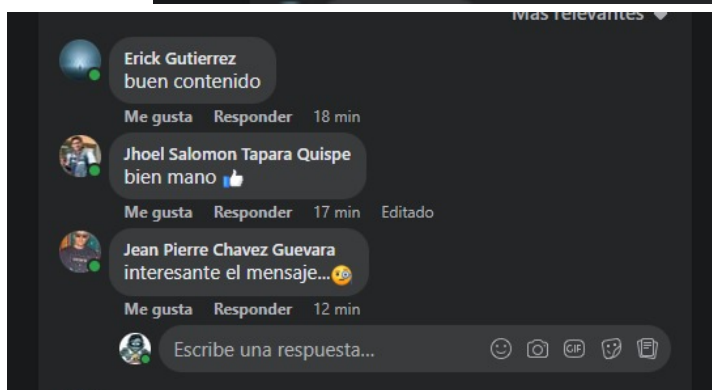 Más relevantes
Erick Gutierrez
buen contenido
Me gusta Responder 18 min
Jhoel Salomon Tapara Quispe
bien mano 👍
Me gusta Responder 17 min Editado
Jean Pierre Chavez Guevara
interesante el mensaje...🧐
Me gusta Responder 12 min
Escribe una respuesta... GIF